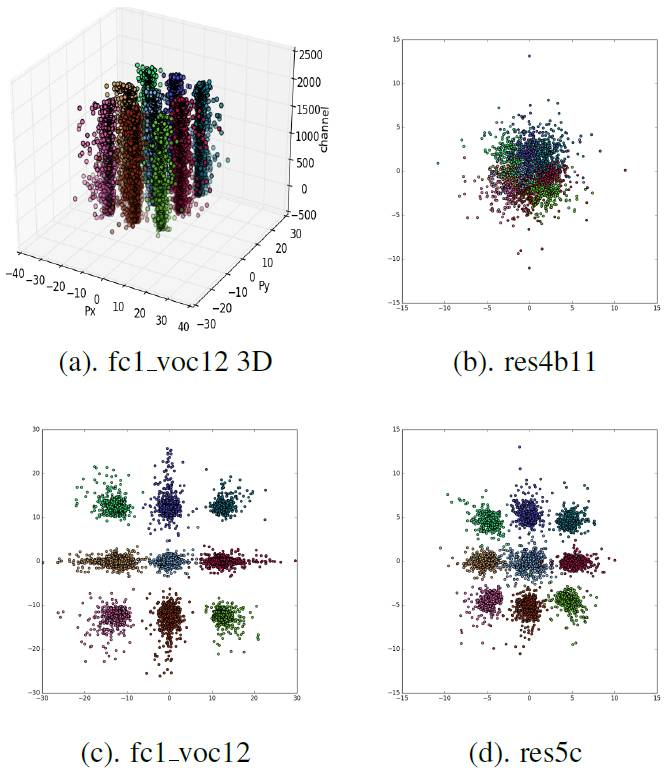 2500
2000
1500
1000
500
0
−500
channel
−40 −30 −20 −10 0 10 20 30 40
Px
−30 −20 −10 0 10 20 30
Py
(a). fc1_voc12 3D
15
10
5
0
−5
−10
−15
−15 −10 −5 0 5 10 15
(b). res4b11
30
20
10
0
−10
−20
−30
−30 −20 −10 0 10 20 30
(c). fc1_voc12
15
10
5
0
−5
−10
−15
−15 −10 −5 0 5 10 15
(d). res5c